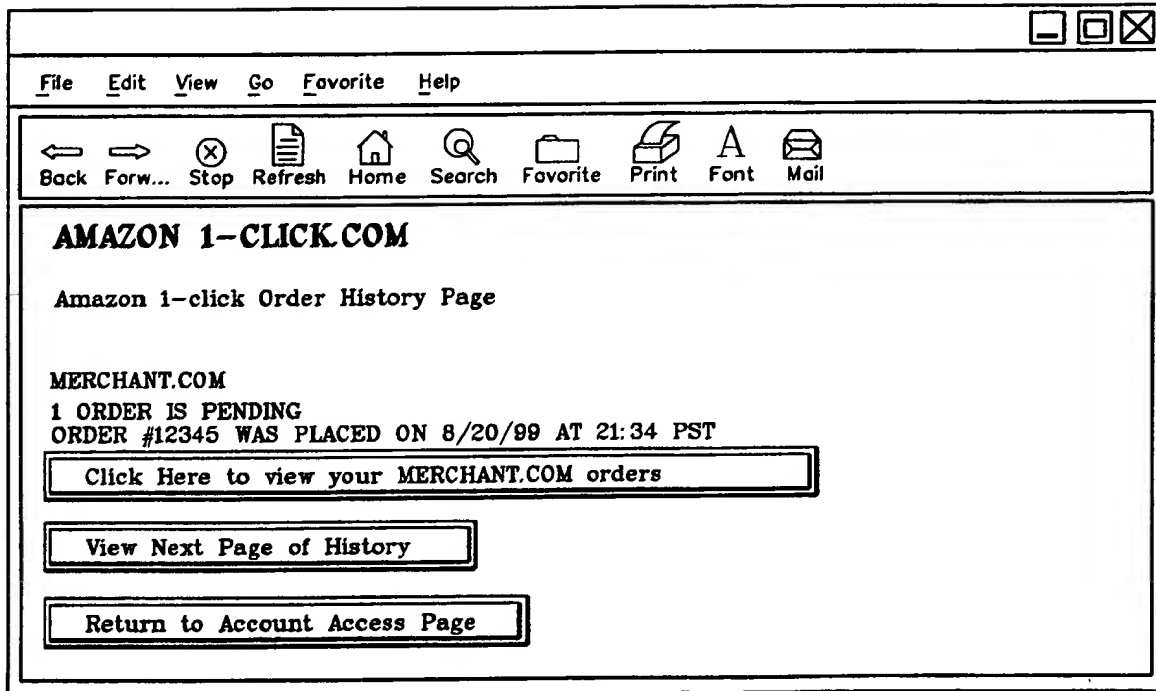 File Edit View Go Favorite Help
Back Forw... Stop Refresh Home Search Favorite Print Font Mail
AMAZON 1-CLICK.COM
Amazon 1-click Order History Page
MERCHANT.COM
1 ORDER IS PENDING
ORDER #12345 WAS PLACED ON 8/20/99 AT 21:34 PST
Click Here to view your MERCHANT.COM orders
View Next Page of History
Return to Account Access Page